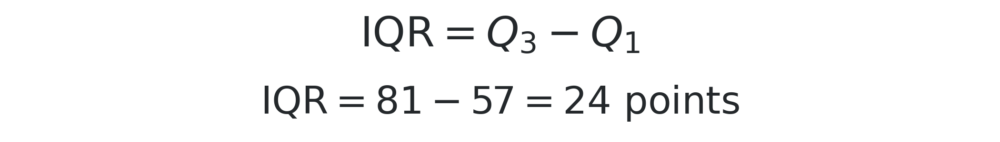 IQR = Q₃ − Q₁
IQR = 81 − 57 = 24 points